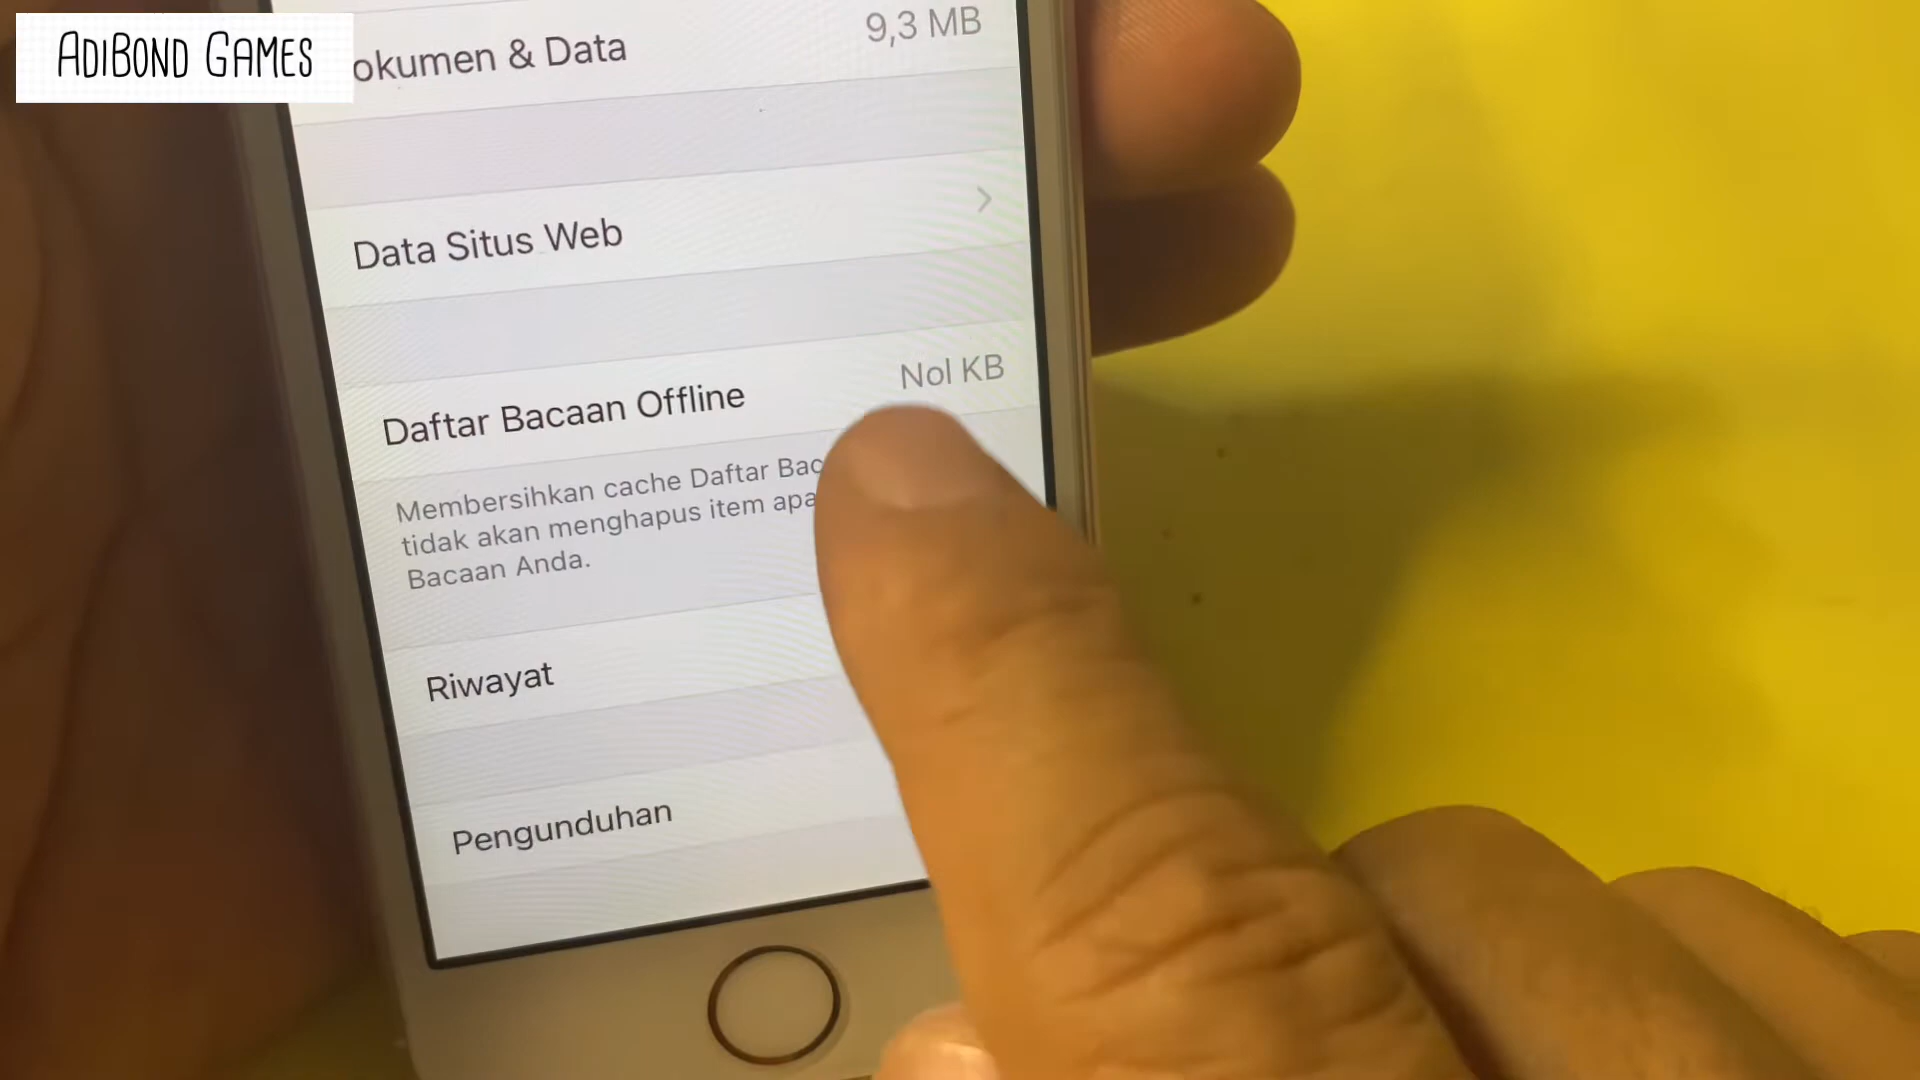 AdiBond Games
okumen & Data
9,3 MB
Data Situs Web
Daftar Bacaan Offline
Nol KB
Membersihkan cache Daftar Bac
tidak akan menghapus item apa
Bacaan Anda.
Riwayat
Pengunduhan